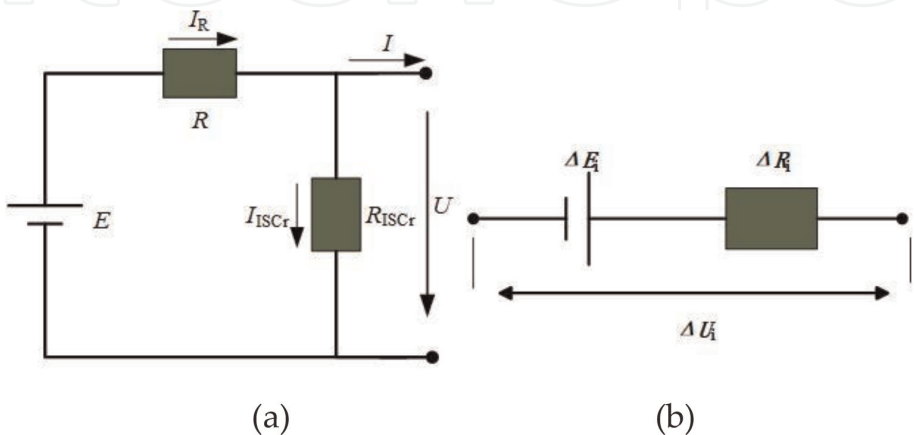 I_R
I
R
E
I_ISCr
R_ISCr
U
ΔE_i
ΔR_i
ΔU_i
(a)
(b)